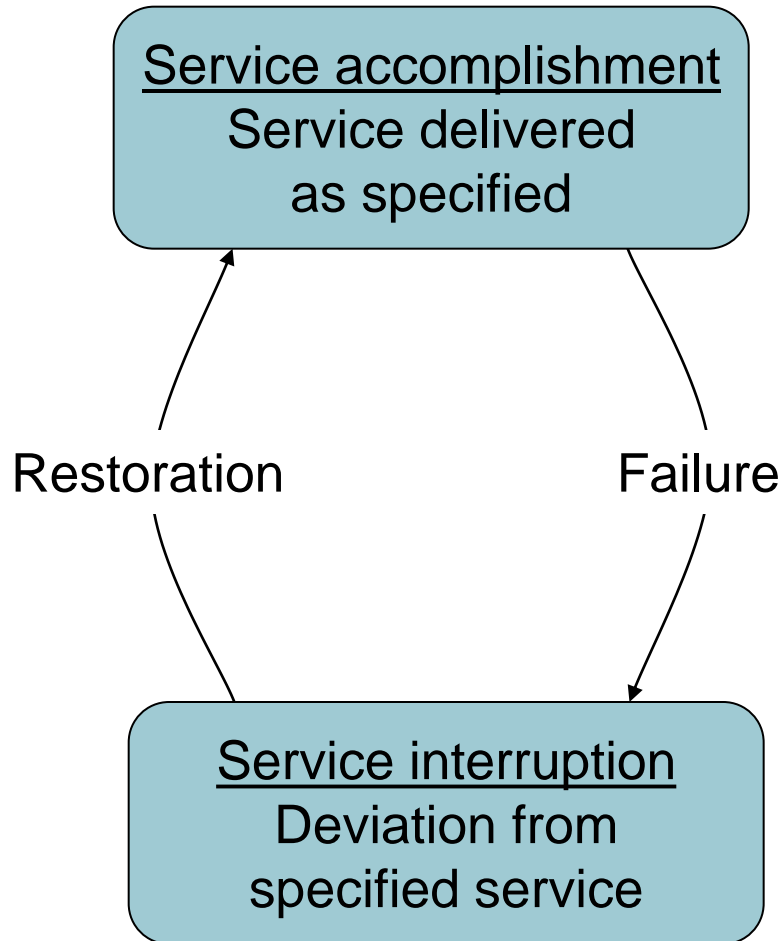 Service accomplishment
Service delivered
as specified
Restoration
Failure
Service interruption
Deviation from
specified service